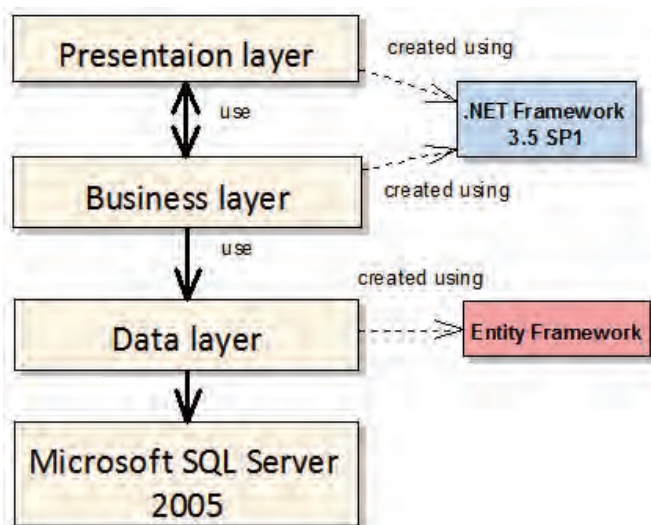 Presentaion layer
created using
use
.NET Framework
3.5 SP1
Business layer
created using
use
created using
Data layer
Entity Framework
Microsoft SQL Server
2005